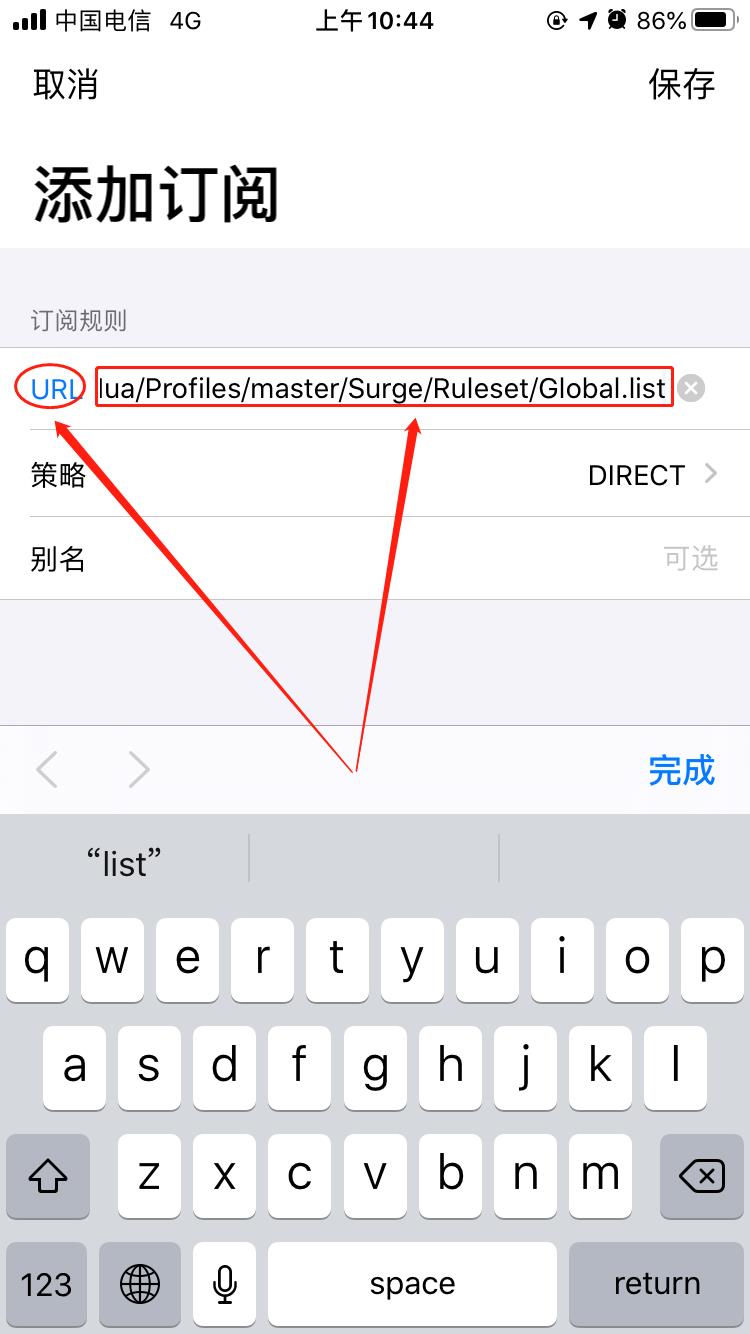 中国电信 4G 上午10:44 86%
取消 保存
添加订阅
订阅规则
URL lua/Profiles/master/Surge/Ruleset/Global.list
策略 DIRECT
别名 可选
完成
“list”
q w e r t y u i o p
a s d f g h j k l
z x c v b n m
123 space return